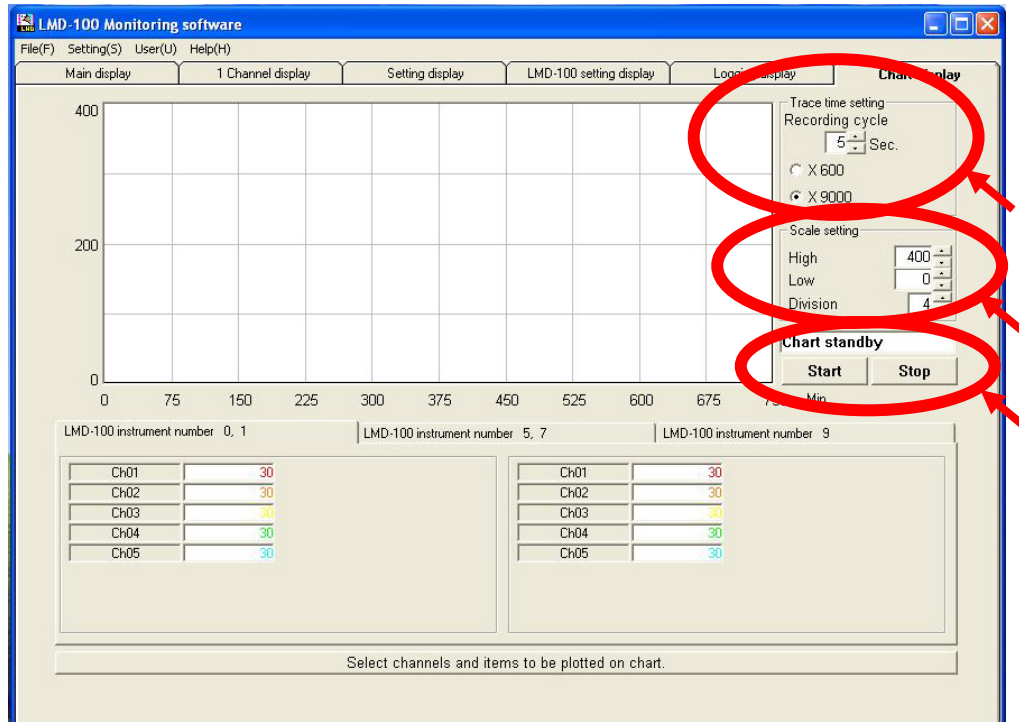 LMD-100 Monitoring software
File(F) Setting(S) User(U) Help(H)
Main display 1 Channel display Setting display LMD-100 setting display Logging display Chart display
400
200
0
0 75 150 225 300 375 450 525 600 675 Min
Trace time setting
Recording cycle
5 Sec.
X 600
X 9000
Scale setting
High 400
Low 0
Division 4
Chart standby
Start Stop
LMD-100 instrument number 0, 1 LMD-100 instrument number 5, 7 LMD-100 instrument number 9
Ch01 30 Ch01 30
Ch02 30 Ch02 30
Ch03 30 Ch03 30
Ch04 30 Ch04 30
Ch05 30 Ch05 30
Select channels and items to be plotted on chart.